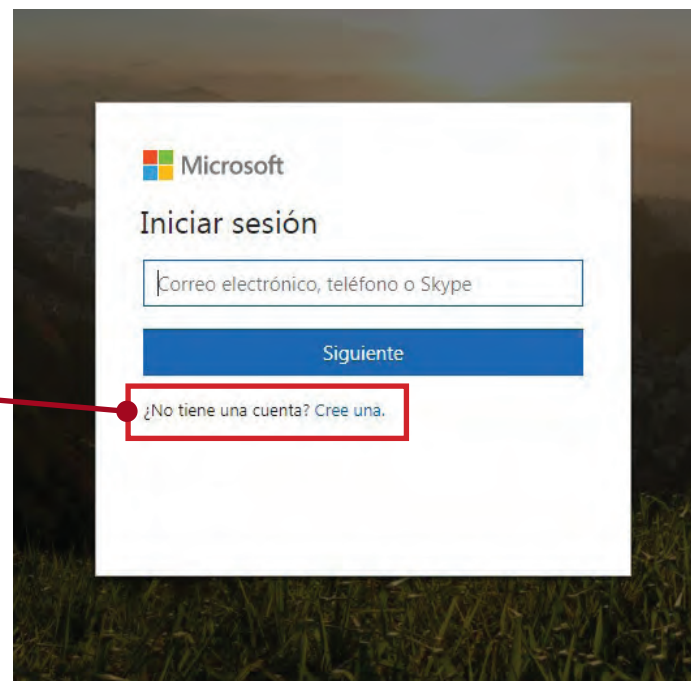 Microsoft
Iniciar sesión
Correo electrónico, teléfono o Skype
Siguiente
¿No tiene una cuenta? Cree una.